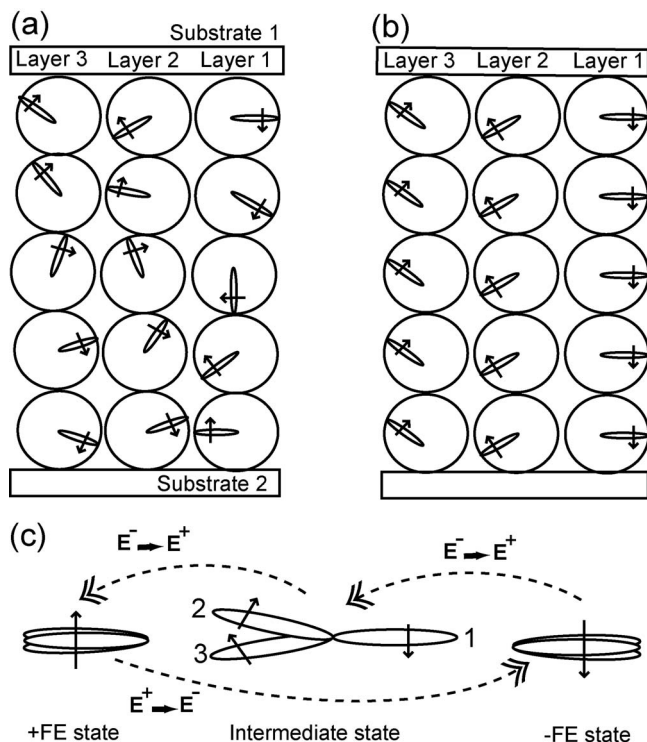 (a) Substrate 1 (b)
Layer 3 Layer 2 Layer 1 Layer 3 Layer 2 Layer 1
Substrate 2
(c)
E⁻ → E⁺ E⁻ → E⁺
2
3
1
E⁺ → E⁻
+FE state Intermediate state -FE state